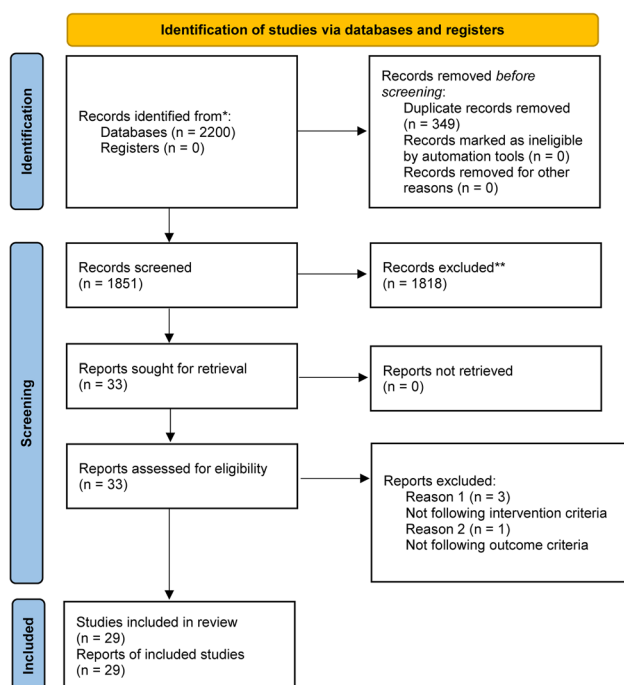 Identification of studies via databases and registers
Identification
Records identified from*:
Databases (n = 2200)
Registers (n = 0)
Records removed before
screening:
Duplicate records removed
(n = 349)
Records marked as ineligible
by automation tools (n = 0)
Records removed for other
reasons (n = 0)
Screening
Records screened
(n = 1851)
Records excluded**
(n = 1818)
Reports sought for retrieval
(n = 33)
Reports not retrieved
(n = 0)
Reports assessed for eligibility
(n = 33)
Reports excluded:
Reason 1 (n = 3)
Not following intervention criteria
Reason 2 (n = 1)
Not following outcome criteria
Included
Studies included in review
(n = 29)
Reports of included studies
(n = 29)